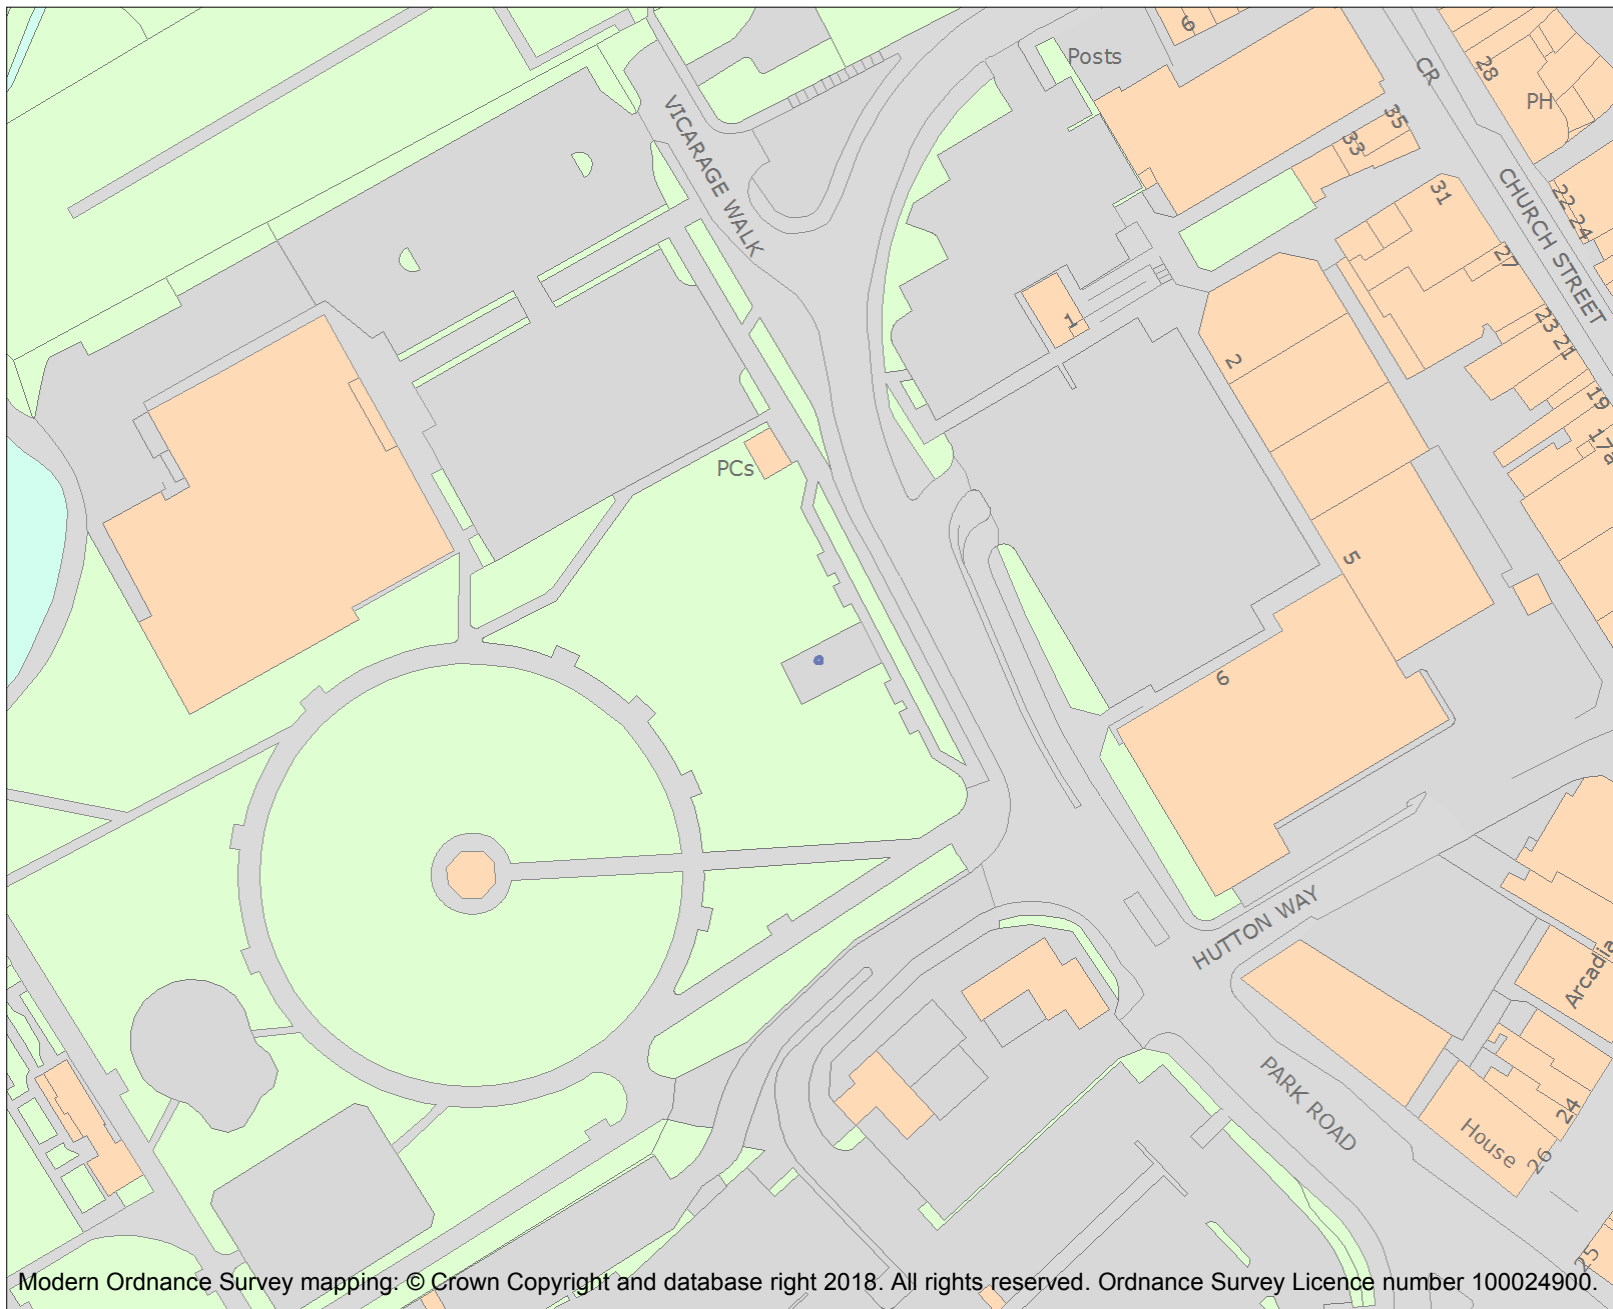 6
Posts
CR
28
PH
VICARAGE WALK
35
33
31
22
24
CHURCH STREET
27
1
2
23
21
19
17a
PCs
5
6
HUTTON WAY
Arcadia
PARK ROAD
24
House
26
25
Modern Ordnance Survey mapping: © Crown Copyright and database right 2018. All rights reserved. Ordnance Survey Licence number 100024900.